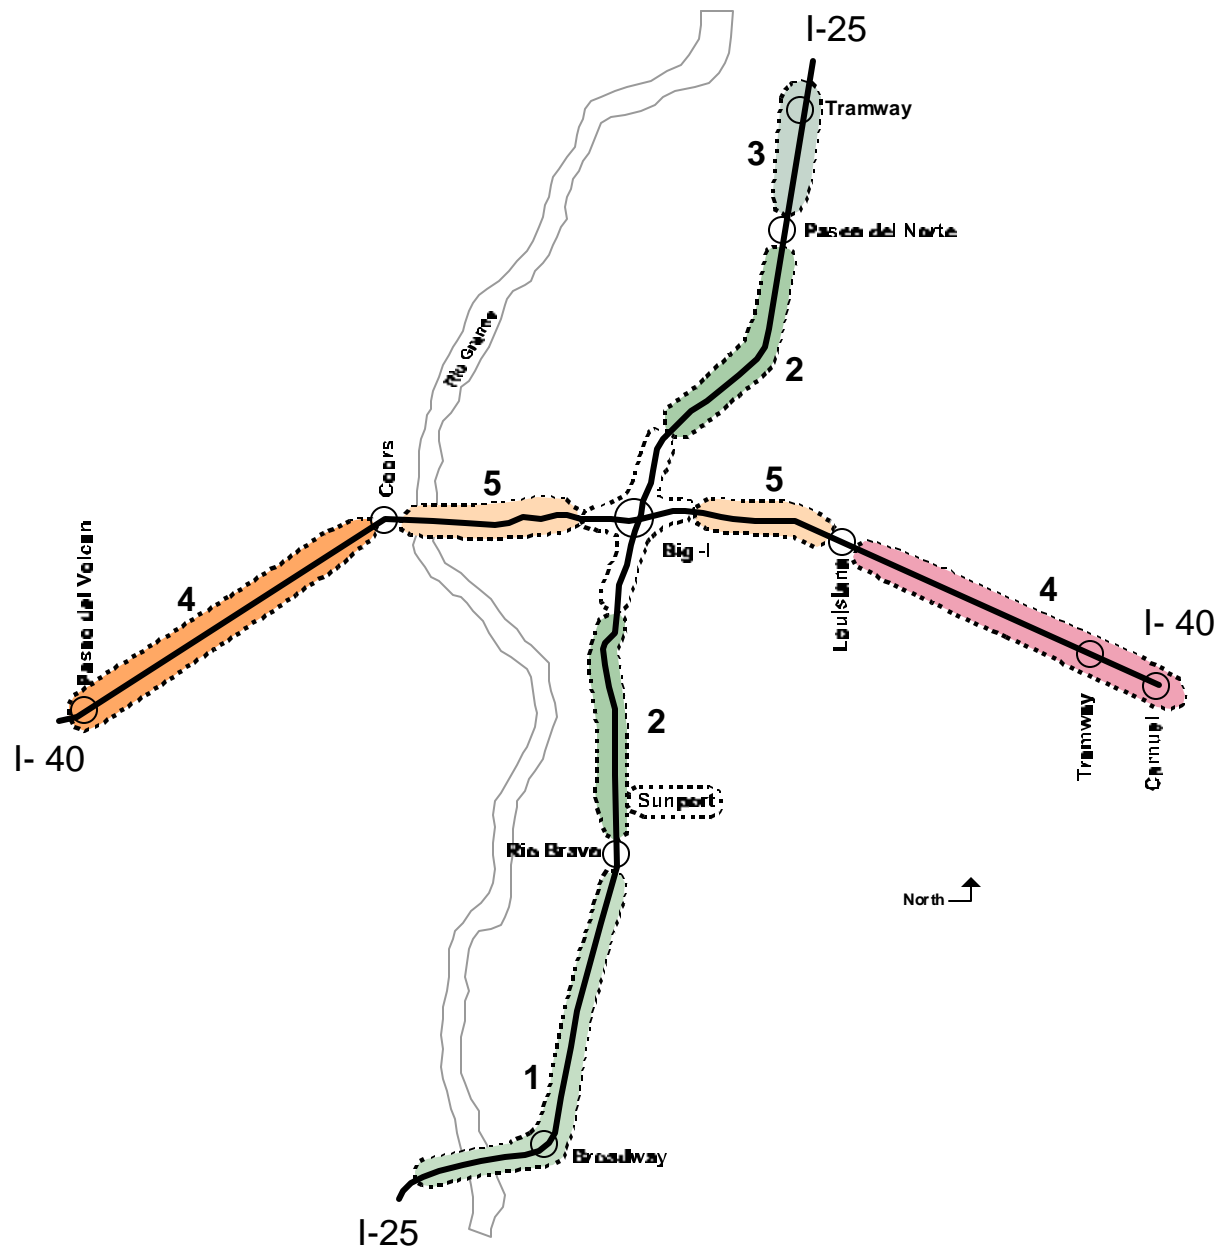 I-25
Tramway
3
Paseo del Norte
2
Rio Grande
Coors
5
5
Big-I
Paseo del Volcan
4
Louisiana
4
I- 40
I- 40
Tramway
Carnuel
2
Sunport
Rio Bravo
North
1
Broadway
I-25